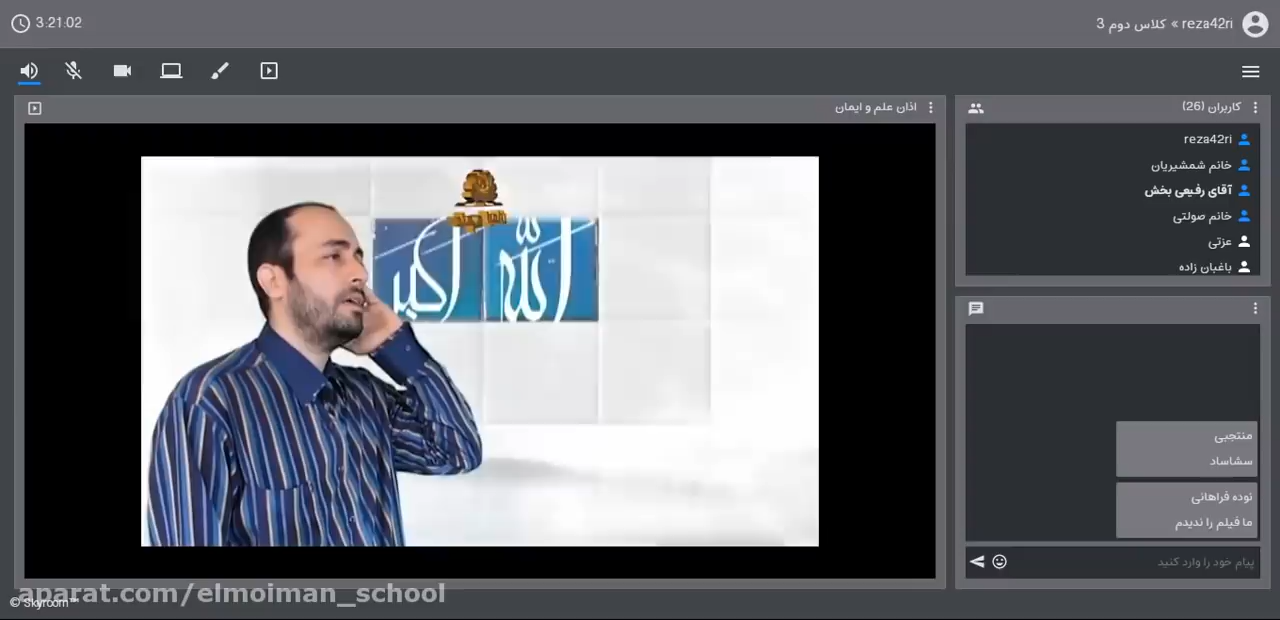 3:21:02
reza42ri » کلاس دوم 3
اذان علم و ایمان
الله اکبر
کاربران (26)
reza42ri
خانم شمشیریان
آقای رفیعی بخش
خانم صولتی
عزتی
باغبان زاده
منتجبی
سشاساد
نوده فراهانی
ما فیلم را ندیدم
پیام خود را وارد کنید
aparat.com/elmoiman_school
© Skyroom™